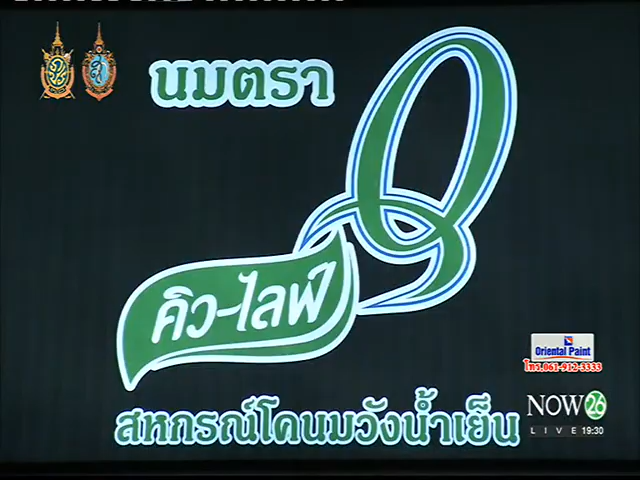 นมตรา
Q
คิว-ไลฟ์
Oriental Paint
โทร.061-912-3333
สหกรณ์โคนมวังน้ำเย็น
NOW26
LIVE 19:30